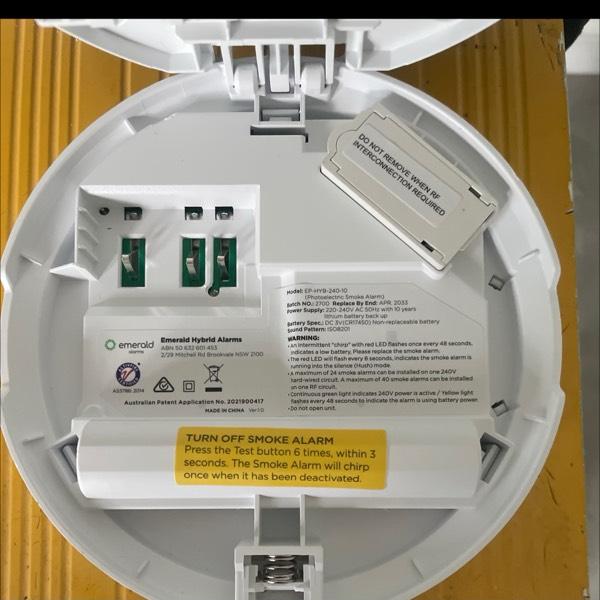 DO NOT REMOVE WHEN RF
INTERCONNECTION REQUIRED
Model: EP-HYB-240-10
(Photoelectric Smoke Alarm)
Batch NO.: 2700 Replace By End: APR. 2033
Power Supply: 220-240V AC 50Hz with 10 years
lithium battery back up
Battery Spec.: DC 3V(CR17450) Non-replaceable battery
Sound Pattern: ISO8201
WARNING:
•An intermittent "chirp" with red LED flashes once every 48 seconds,
indicates a low battery, Please replace the smoke alarm.
•The red LED will flash every 8 seconds, indicates the smoke alarm is
running into the silence (Hush) mode.
•A maximum of 24 smoke alarms can be installed on one 240V
hard-wired circuit. A maximum of 40 smoke alarms can be installed
on one RF circuit.
•Continuous green light indicates 240V power is active / Yellow light
flashes every 48 seconds to indicate the alarm is using battery power.
•Do not open unit.
emerald
alarms
Emerald Hybrid Alarms
ABN 50 632 601 453
2/29 Mitchell Rd Brookvale NSW 2100
AS3786: 2014
Australian Patent Application No. 2021900417
MADE IN CHINA Ver:1.0
TURN OFF SMOKE ALARM
Press the Test button 6 times, within 3
seconds. The Smoke Alarm will chirp
once when it has been deactivated.